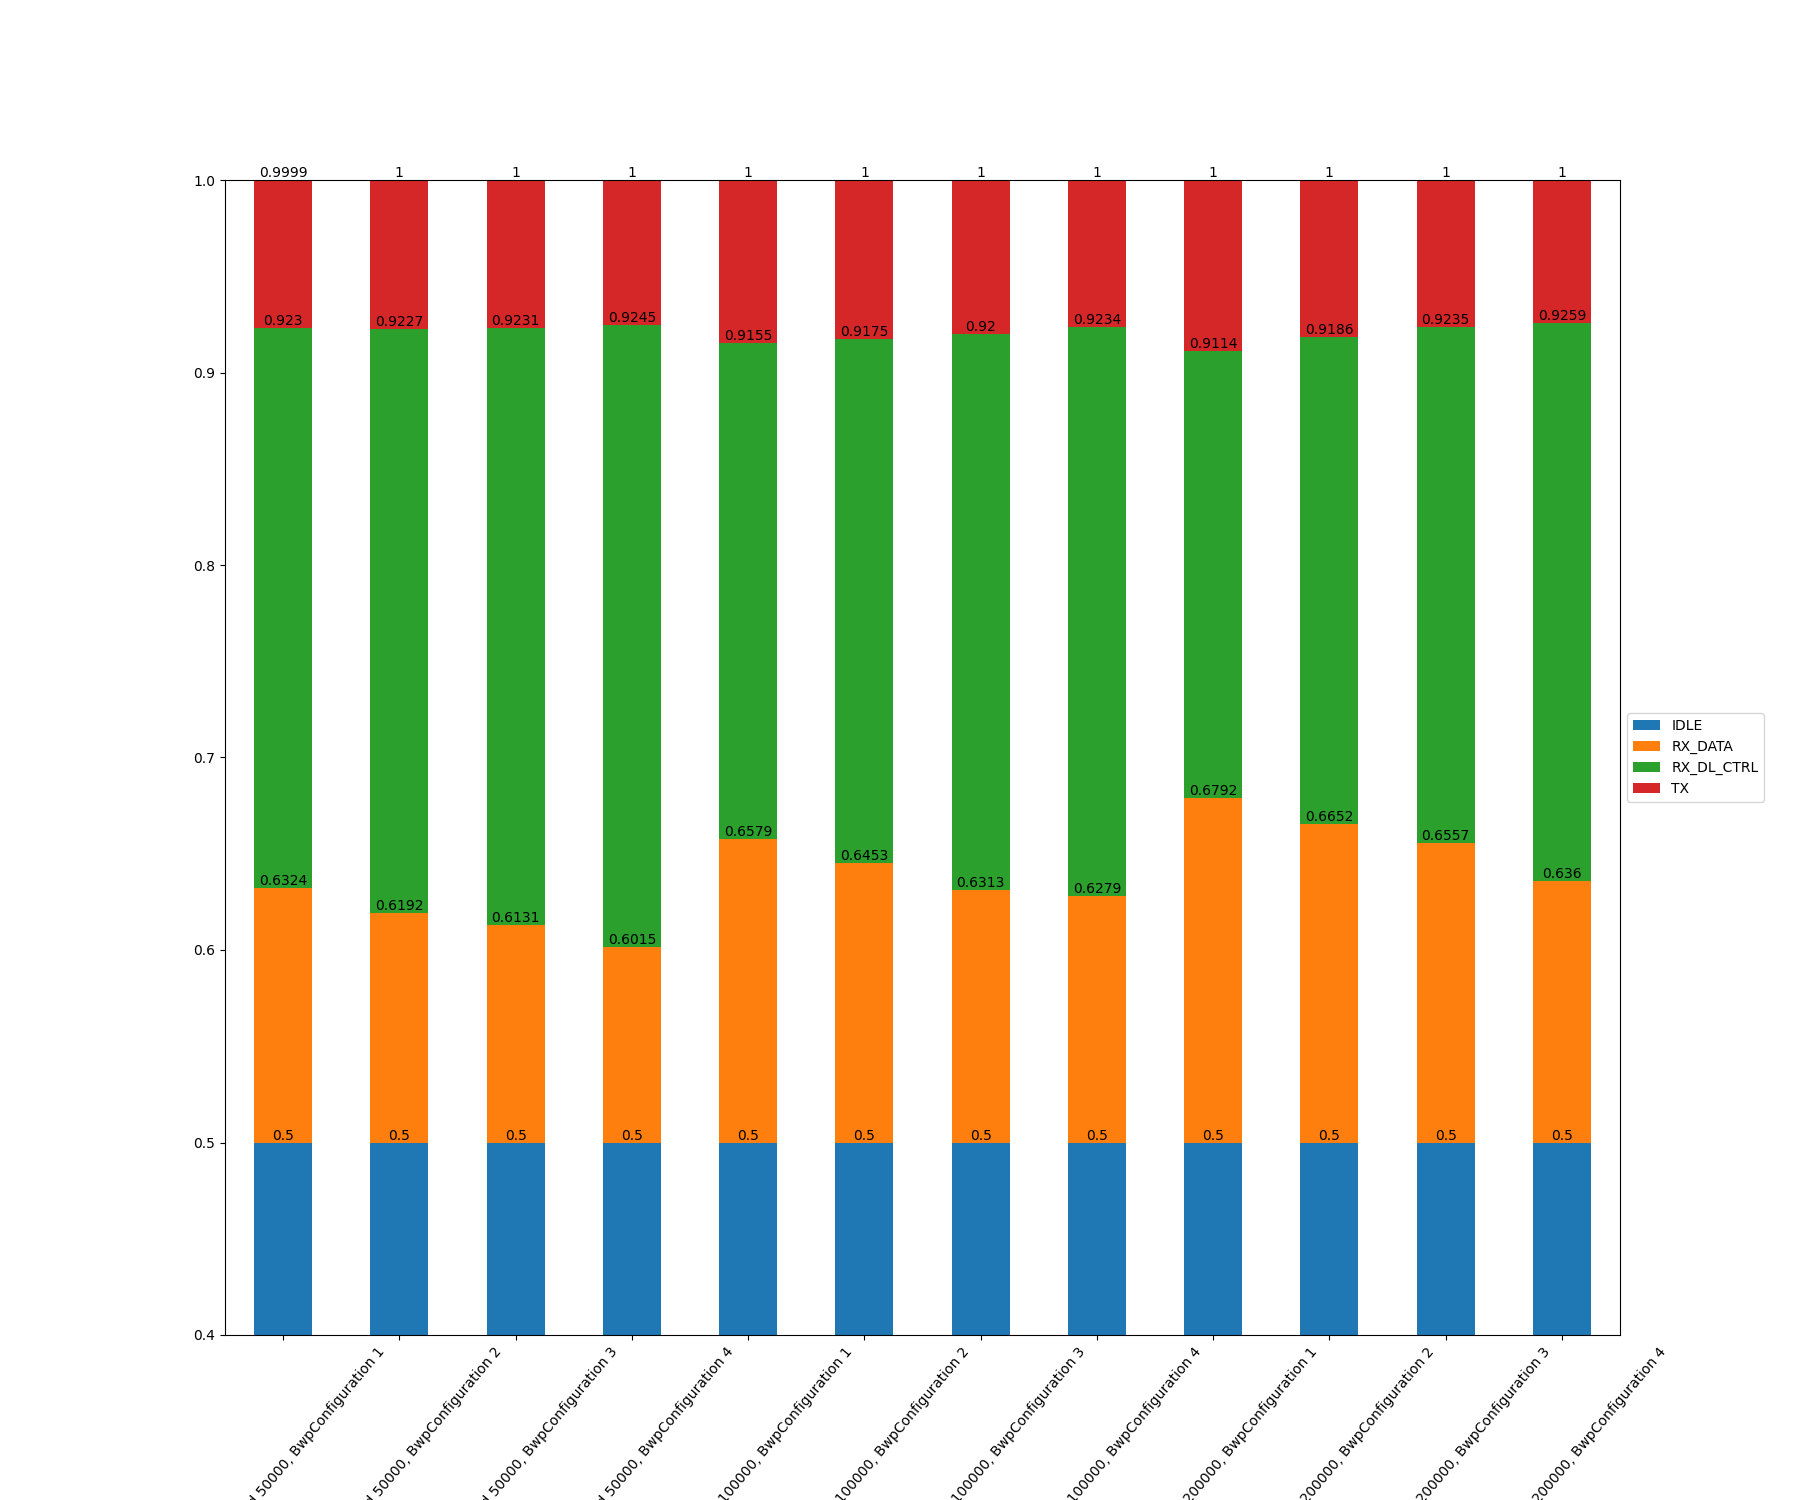 0.9999 1 1 1 1 1 1 1 1 1 1 1
1.0
0.923 0.9227 0.9231 0.9245 0.9155 0.9175 0.92 0.9234 0.9114 0.9186 0.9235 0.9259
0.9
0.8
0.7
0.6324 0.6192 0.6131 0.6015 0.6579 0.6453 0.6313 0.6279 0.6792 0.6652 0.6557 0.636
0.6
0.5 0.5 0.5 0.5 0.5 0.5 0.5 0.5 0.5 0.5 0.5 0.5
0.5
0.4
IDLE
RX_DATA
RX_DL_CTRL
TX
50000, BwpConfiguration 1
50000, BwpConfiguration 2
50000, BwpConfiguration 3
50000, BwpConfiguration 4
100000, BwpConfiguration 1
100000, BwpConfiguration 2
100000, BwpConfiguration 3
100000, BwpConfiguration 4
200000, BwpConfiguration 1
200000, BwpConfiguration 2
200000, BwpConfiguration 3
200000, BwpConfiguration 4